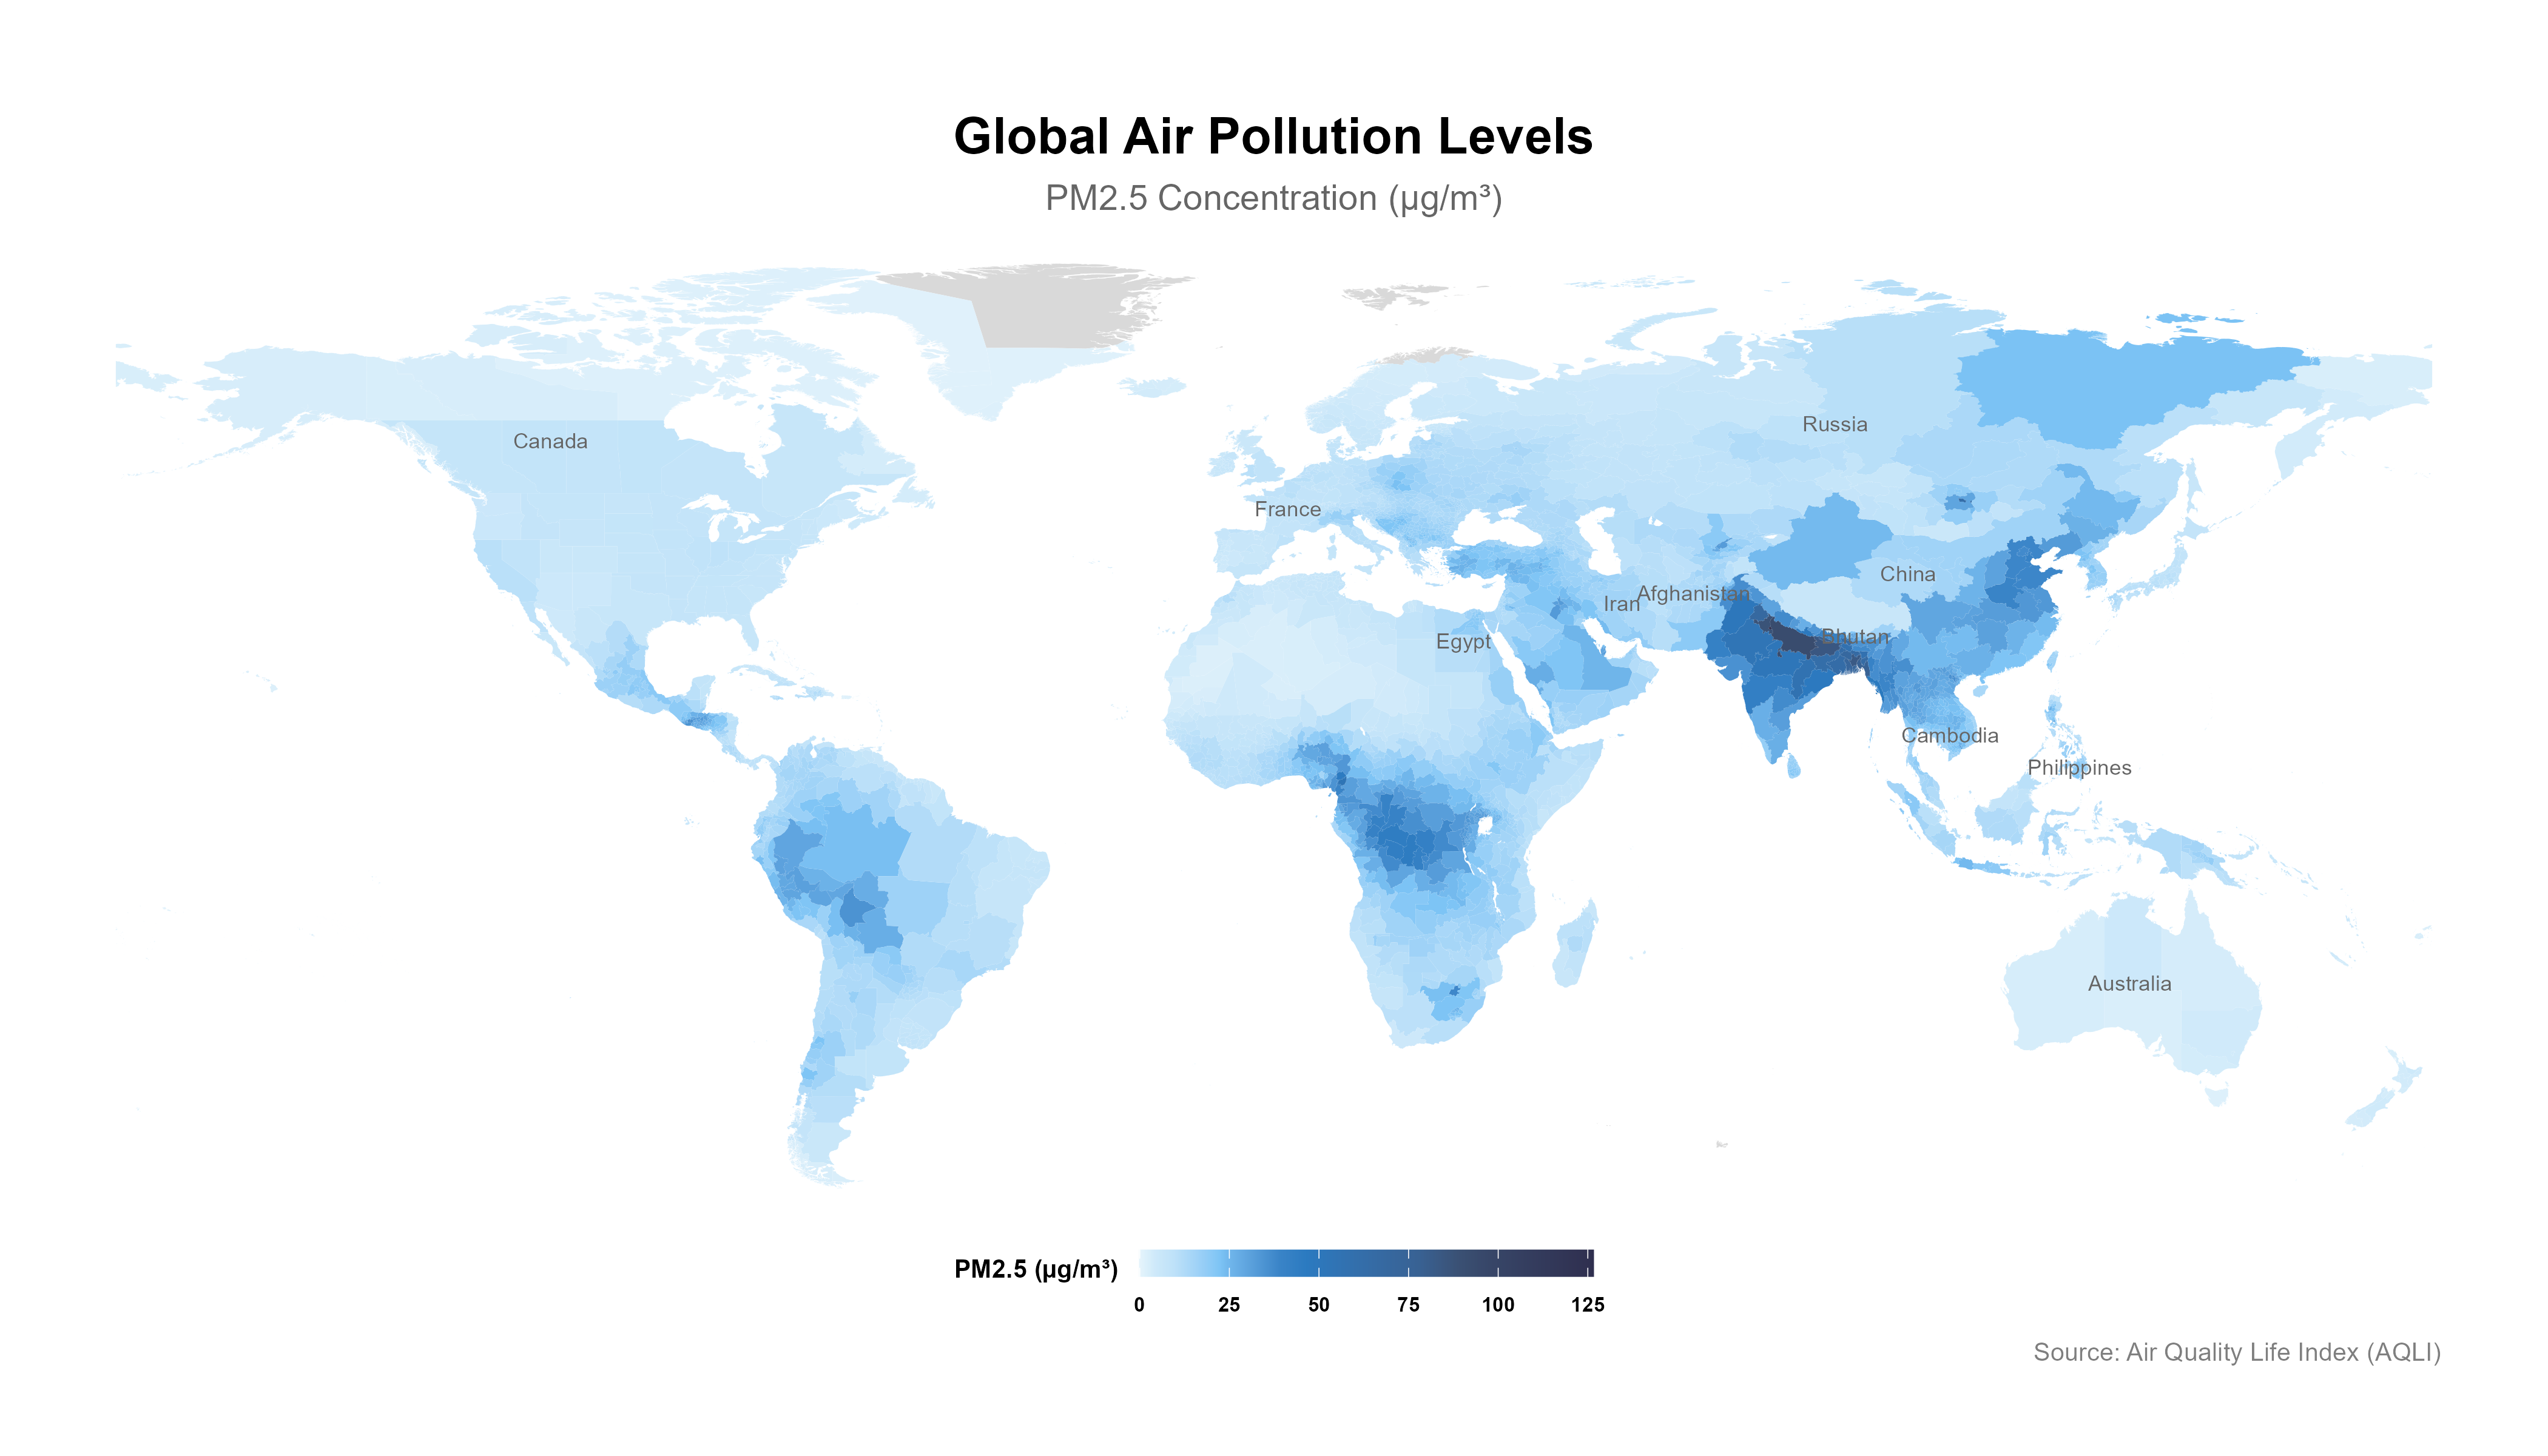 Global Air Pollution Levels
PM2.5 Concentration (µg/m³)
Russia
Canada
France
China
Afghanistan
Iran
Bhutan
Egypt
Cambodia
Philippines
Australia
PM2.5 (µg/m³)
0 25 50 75 100 125
Source: Air Quality Life Index (AQLI)